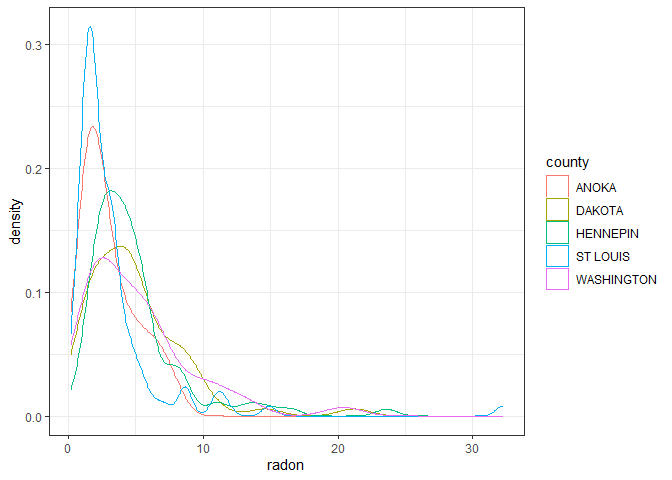 0.3
0.2
0.1
0.0
density
0
10
20
30
radon
county
ANOKA
DAKOTA
HENNEPIN
ST LOUIS
WASHINGTON